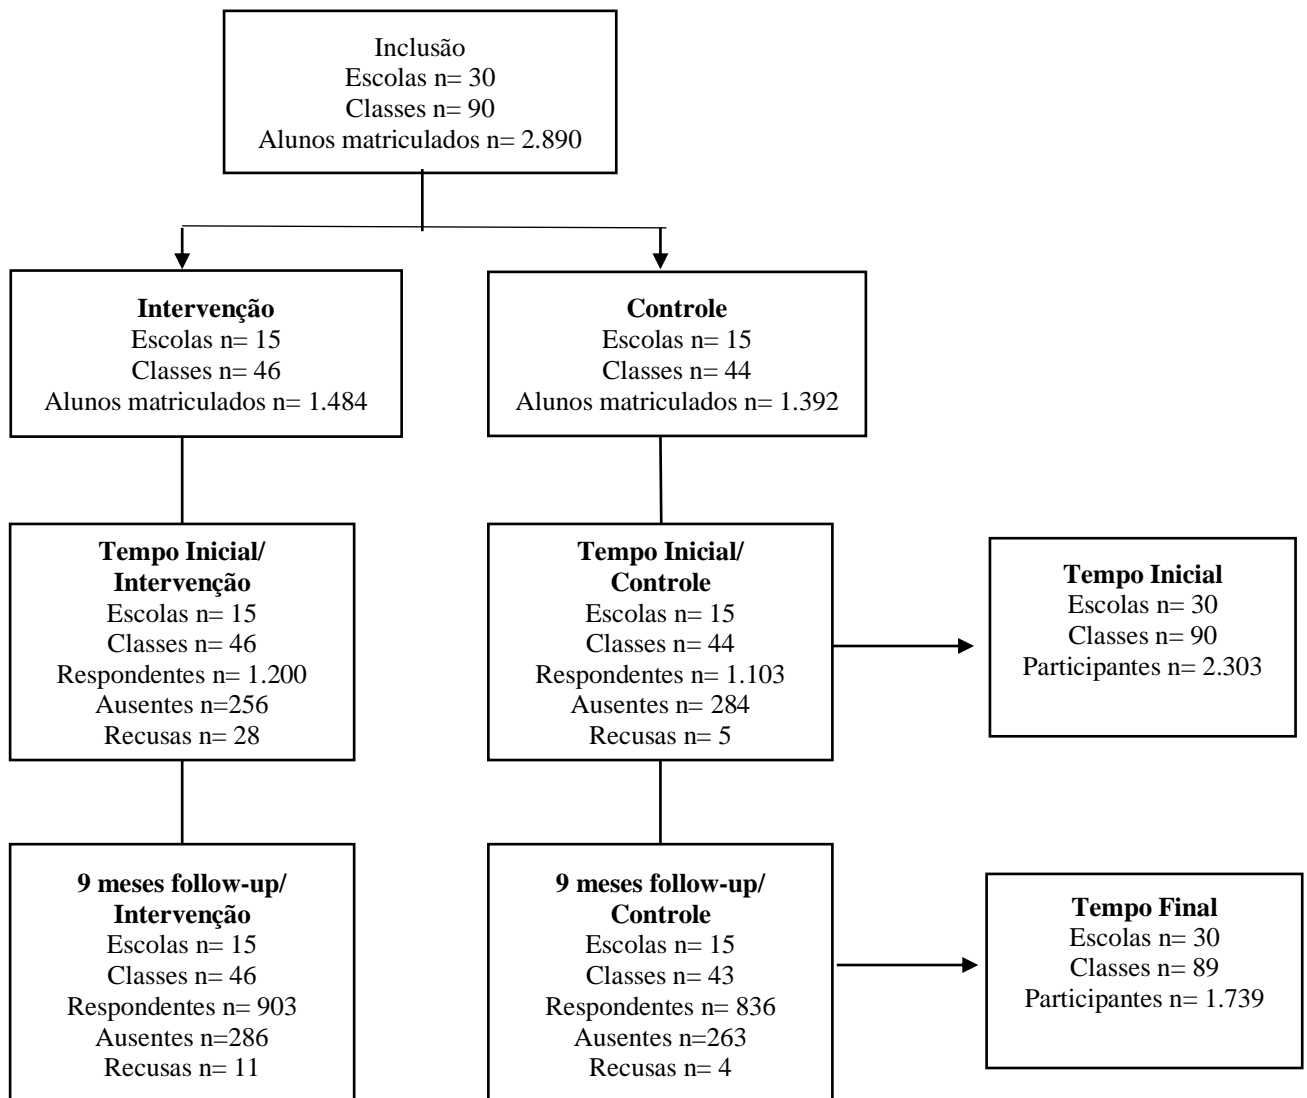 Inclusão
Escolas n= 30
Classes n= 90
Alunos matriculados n= 2.890
Intervenção
Escolas n= 15
Classes n= 46
Alunos matriculados n= 1.484
Controle
Escolas n= 15
Classes n= 44
Alunos matriculados n= 1.392
Tempo Inicial/
Intervenção
Escolas n= 15
Classes n= 46
Respondentes n= 1.200
Ausentes n=256
Recusas n= 28
Tempo Inicial/
Controle
Escolas n= 15
Classes n= 44
Respondentes n= 1.103
Ausentes n= 284
Recusas n= 5
Tempo Inicial
Escolas n= 30
Classes n= 90
Participantes n= 2.303
9 meses follow-up/
Intervenção
Escolas n= 15
Classes n= 46
Respondentes n= 903
Ausentes n=286
Recusas n= 11
9 meses follow-up/
Controle
Escolas n= 15
Classes n= 43
Respondentes n= 836
Ausentes n=263
Recusas n= 4
Tempo Final
Escolas n= 30
Classes n= 89
Participantes n= 1.739